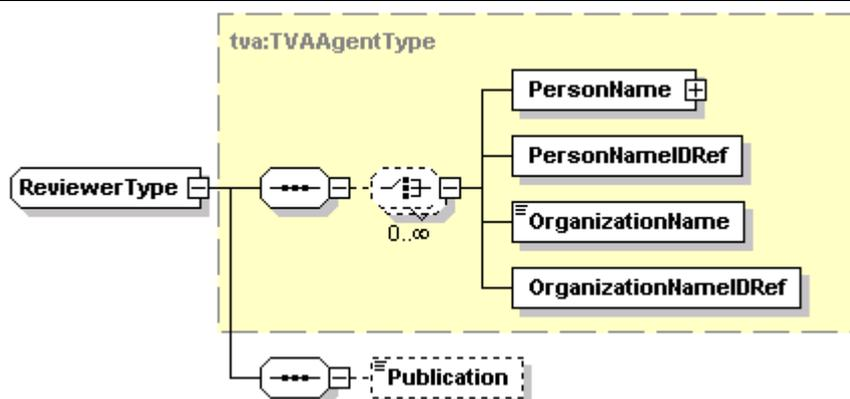 tva:TVAAgentType
PersonName
PersonNameIDRef
ReviewerType
OrganizationName
0..∞
OrganizationNameIDRef
Publication